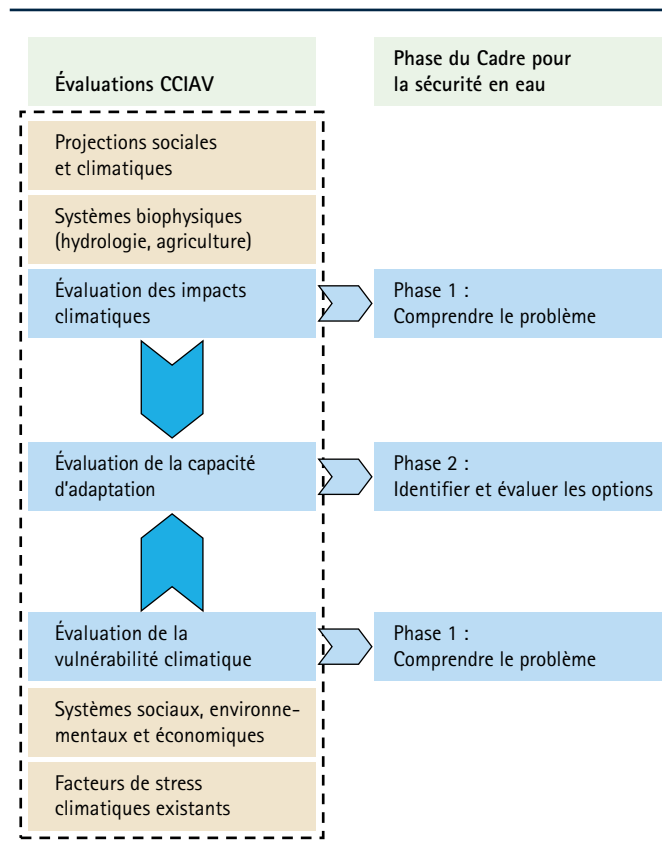 Évaluations CCIAV
Phase du Cadre pour
la sécurité en eau
Projections sociales
et climatiques
Systèmes biophysiques
(hydrologie, agriculture)
Évaluation des impacts
climatiques
Phase 1 :
Comprendre le problème
Évaluation de la capacité
d'adaptation
Phase 2 :
Identifier et évaluer les options
Évaluation de la
vulnérabilité climatique
Phase 1 :
Comprendre le problème
Systèmes sociaux, environne-
mentaux et économiques
Facteurs de stress
climatiques existants